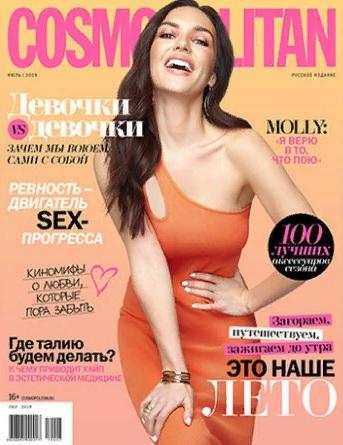 COSMOPOLITAN
ИЮЛЬ / 2019
РУССКОЕ ИЗДАНИЕ
Девочки
VS девочки
ЗАЧЕМ МЫ ВОЮЕМ
САМИ С СОБОЙ
MOLLY:
«Я ВЕРЮ
В ТО,
ЧТО ПОЮ»
РЕВНОСТЬ –
ДВИГАТЕЛЬ
SEX-
ПРОГРЕССА
100
ЛУЧШИХ
аксессуаров
сезона
КИНОМИФЫ
О ЛЮБВИ,
КОТОРЫЕ
ПОРА ЗАБЫТЬ
Загораем,
путешествуем,
зажигаем до утра
ЭТО НАШЕ
ЛЕТО
Где талию
будем делать?
К ЧЕМУ ПРИВОДИТ ХАЙП
В ЭСТЕТИЧЕСКОЙ МЕДИЦИНЕ
16+ COSMOPOLITAN.RU